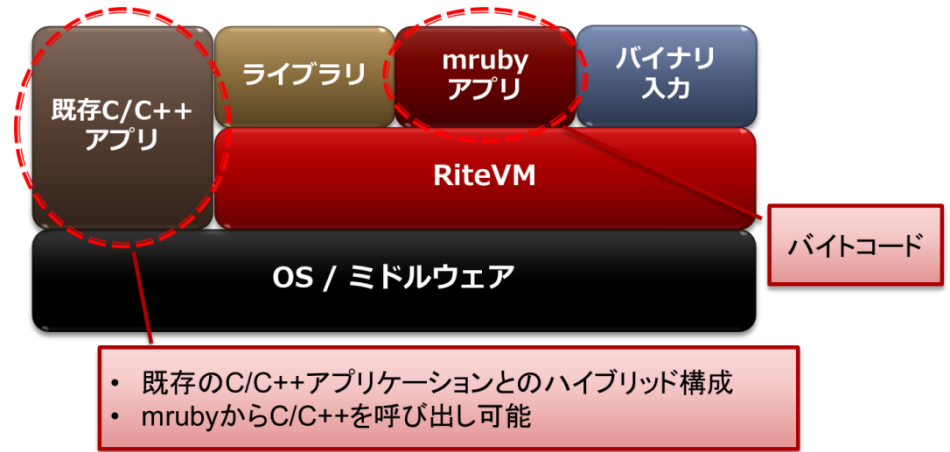 既存C/C++
アプリ
ライブラリ
mruby
アプリ
バイナリ
入力
RiteVM
バイトコード
OS / ミドルウェア
• 既存のC/C++アプリケーションとのハイブリッド構成
• mrubyからC/C++を呼び出し可能